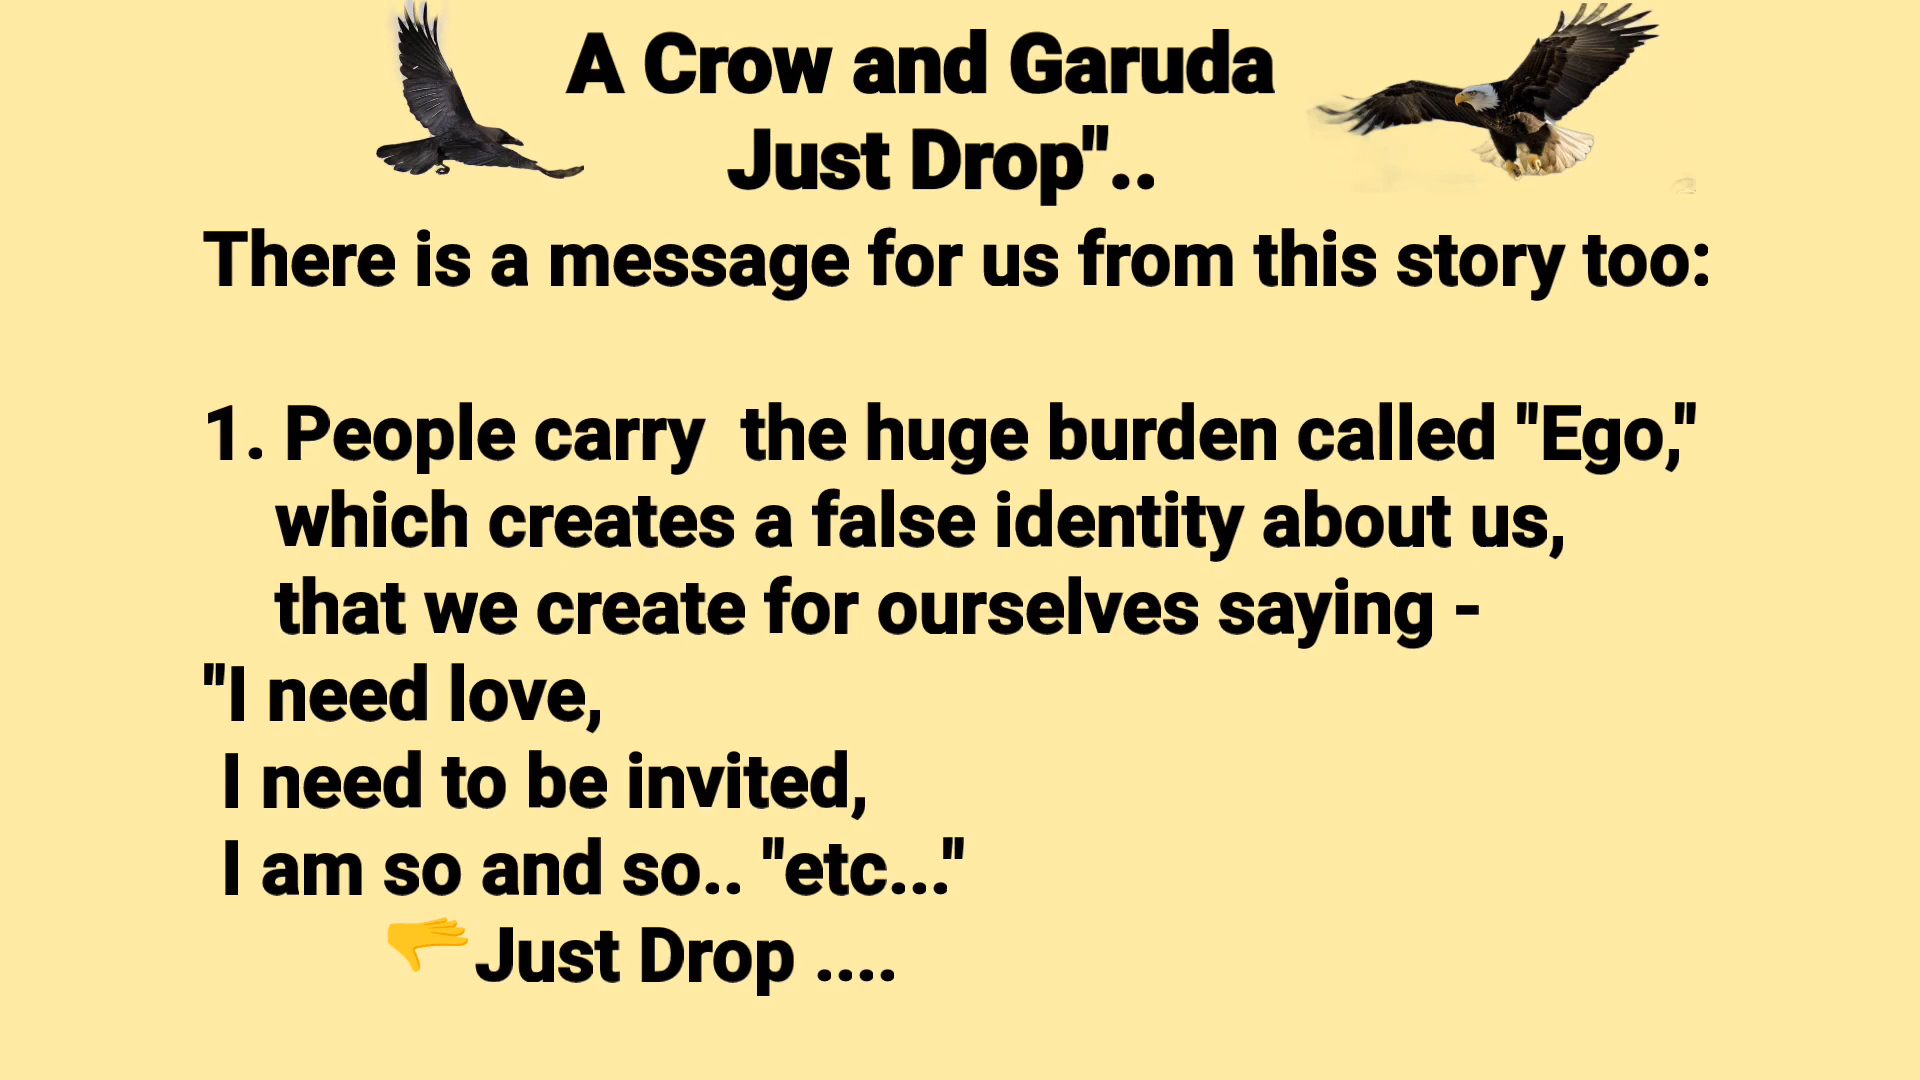 A Crow and Garuda
Just Drop"..
There is a message for us from this story too:
1. People carry  the huge burden called "Ego,"
which creates a false identity about us,
that we create for ourselves saying -
"I need love,
I need to be invited,
I am so and so.. "etc..."
Just Drop ....